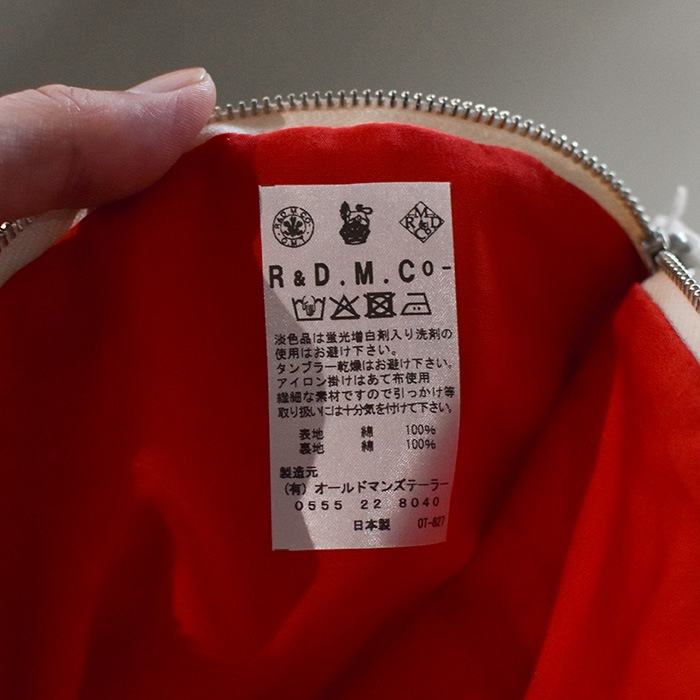 R&D.M.CO
O.M.T
R M & D Co
R&D.M.Co-
淡色品は蛍光増白剤入り洗剤の
使用はお避け下さい。
タンブラー乾燥はお避け下さい。
アイロン掛けはあて布使用
繊細な素材ですので引っかけ等
取り扱いには十分気を付けて下さい。
表地 綿 100%
裏地 綿 100%
製造元
(有) オールドマンズテーラー
0555 22 8040
日本製 OT-827